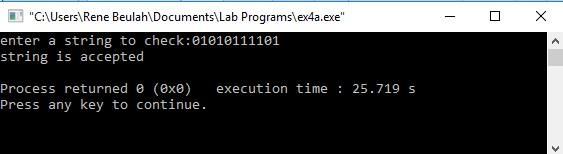 "C:\Users\Rene Beulah\Documents\Lab Programs\ex4a.exe"
enter a string to check:01010111101
string is accepted
Process returned 0 (0x0)   execution time : 25.719 s
Press any key to continue.